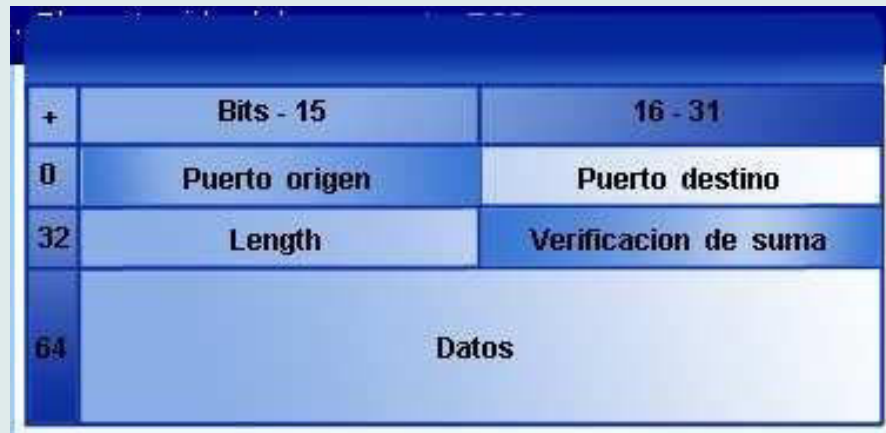 + Bits - 15 16 - 31
0 Puerto origen Puerto destino
32 Length Verificacion de suma
64 Datos